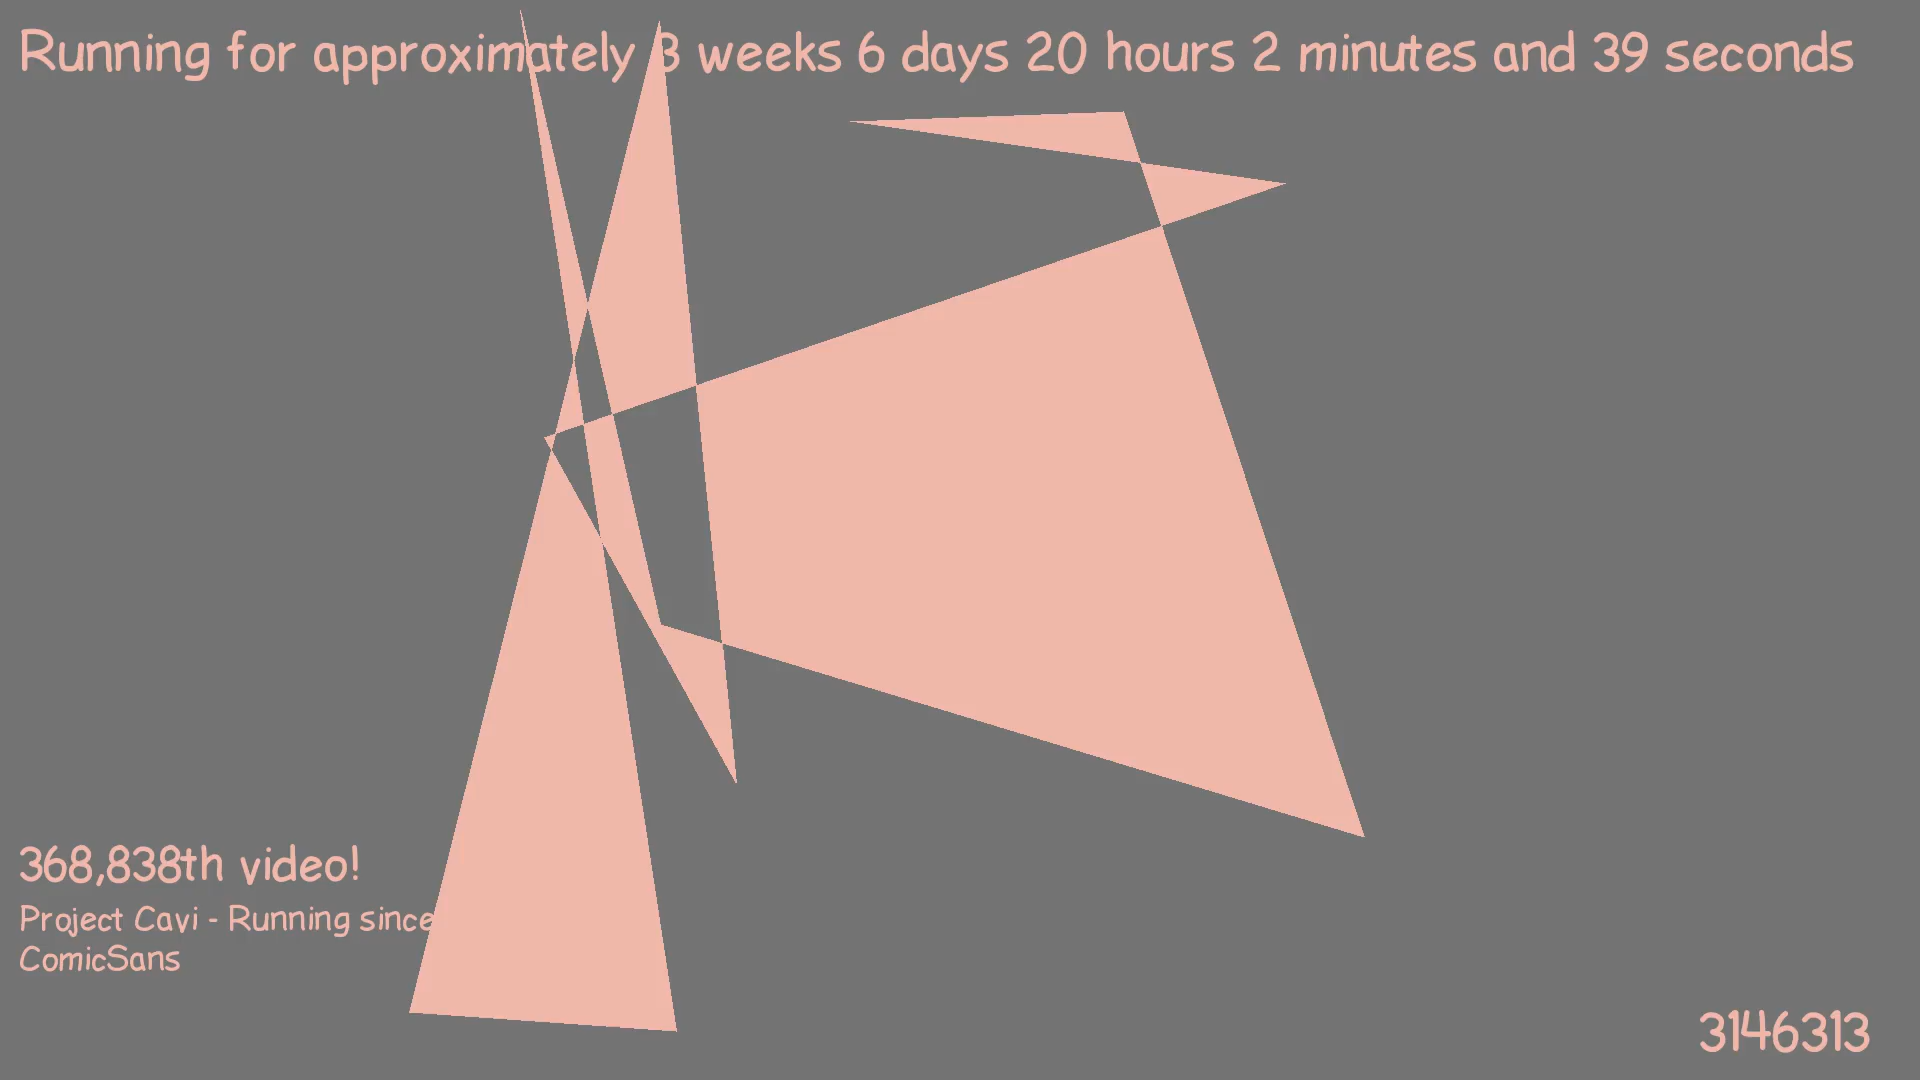 Running for approximately 3 weeks 6 days 20 hours 2 minutes and 39 seconds
368,838th video!
Project Cavi - Running since
ComicSans
3146313